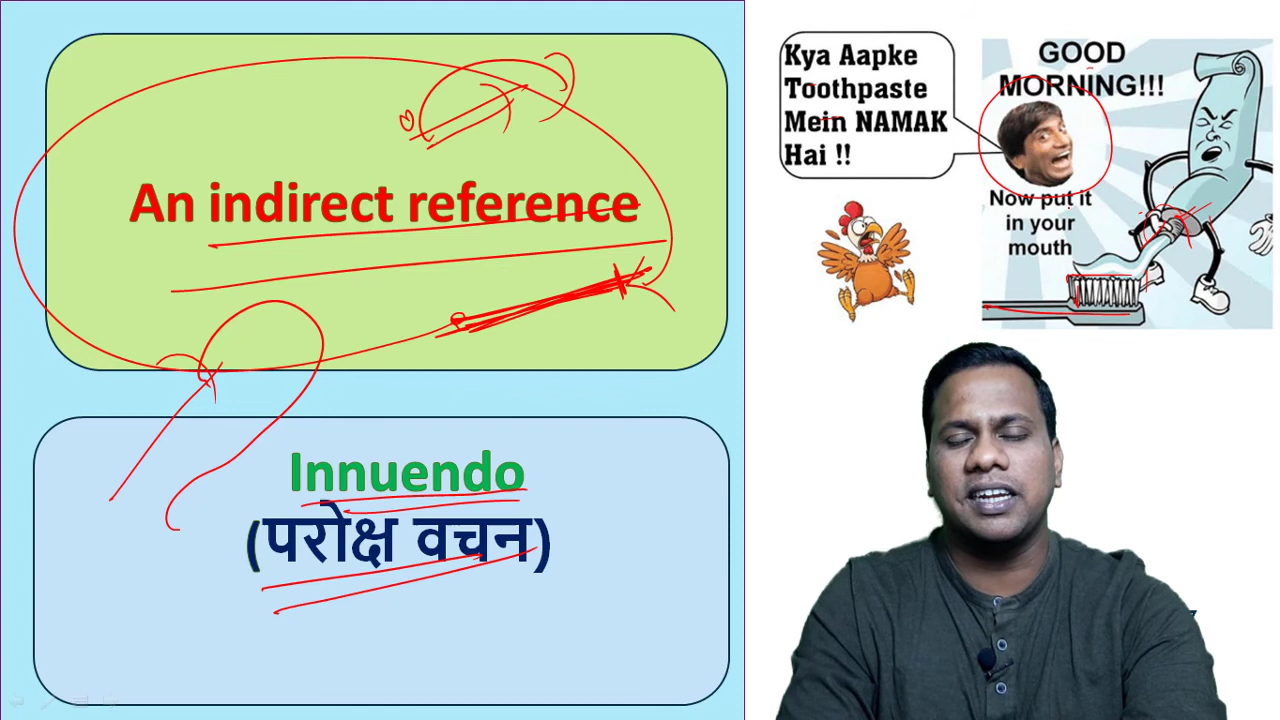 An indirect reference
Innuendo
(परोक्ष वचन)
Kya Aapke
Toothpaste
Mein NAMAK
Hai !!
GOOD
MORNING!!!
Now put it
in your
mouth